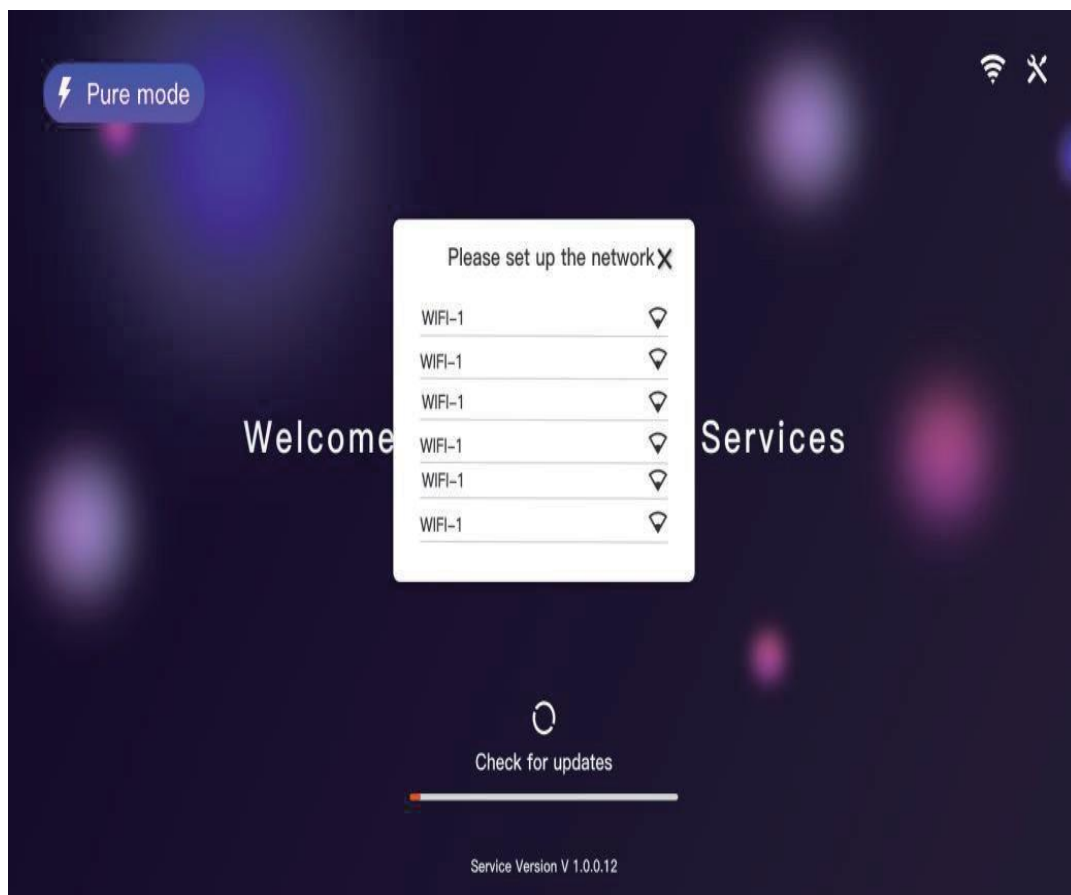 Pure mode
Please set up the network
WIFI-1
WIFI-1
WIFI-1
Welcome Services
WIFI-1
WIFI-1
WIFI-1
Check for updates
Service Version V 1.0.0.12